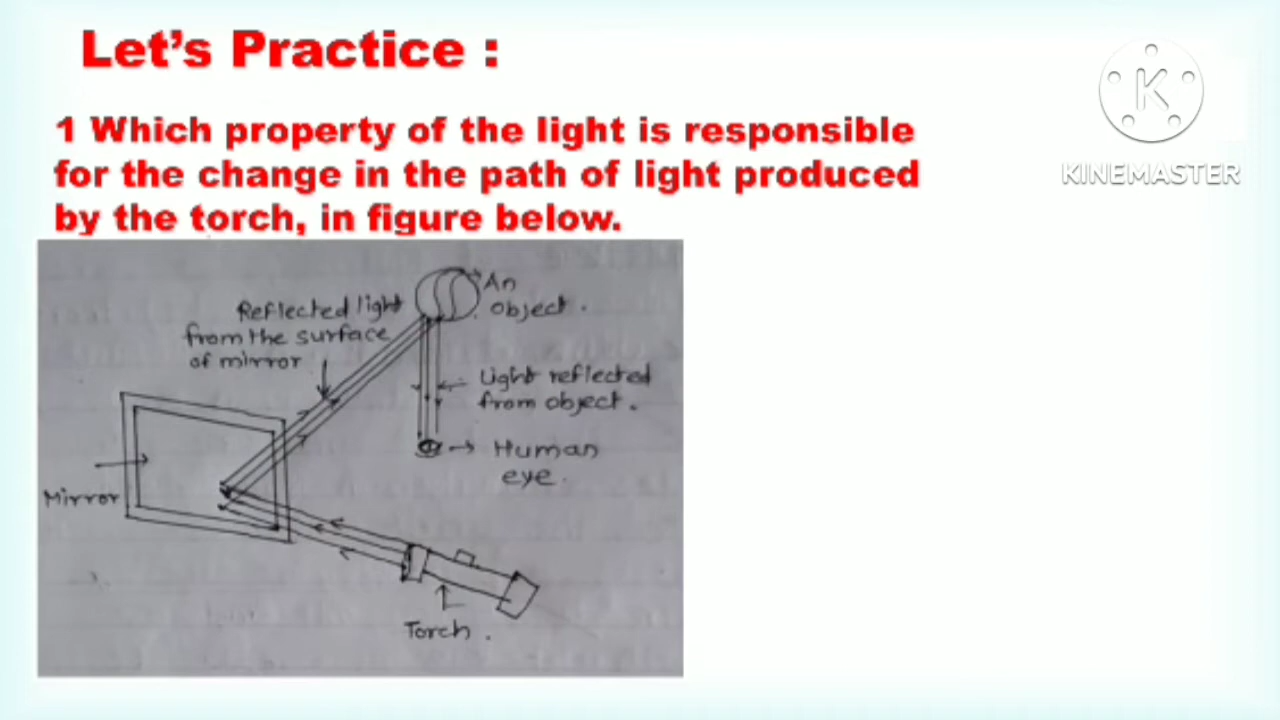 Let's Practice :
1 Which property of the light is responsible
for the change in the path of light produced
by the torch, in figure below.
K
KINEMASTER
An
object.
Reflected light
from the surface
of mirror
Light reflected
from object.
Human
eye.
Mirror
Torch.